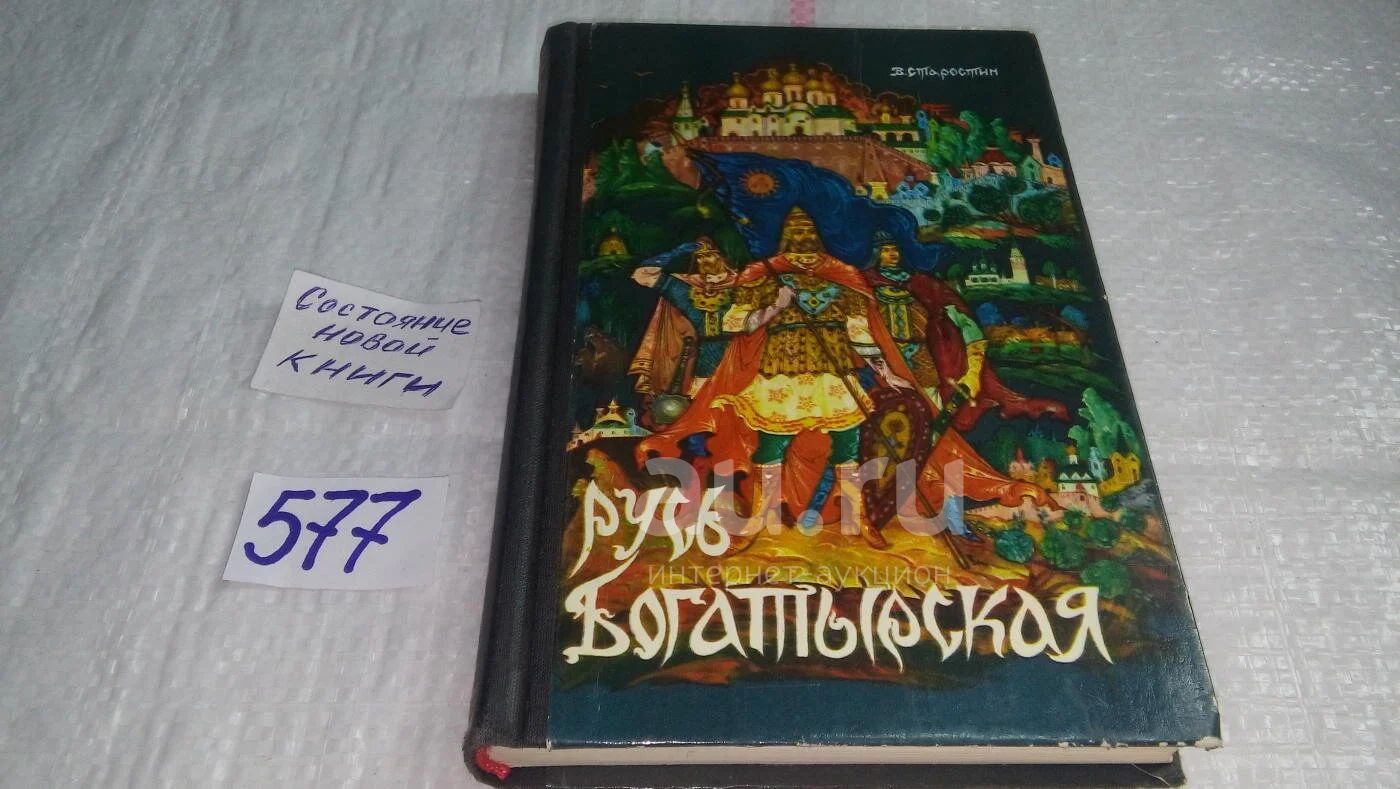 В. Старостин
Состояние
новой
книги
577
au.ru
интернет-аукцион
Русь
Богатырская